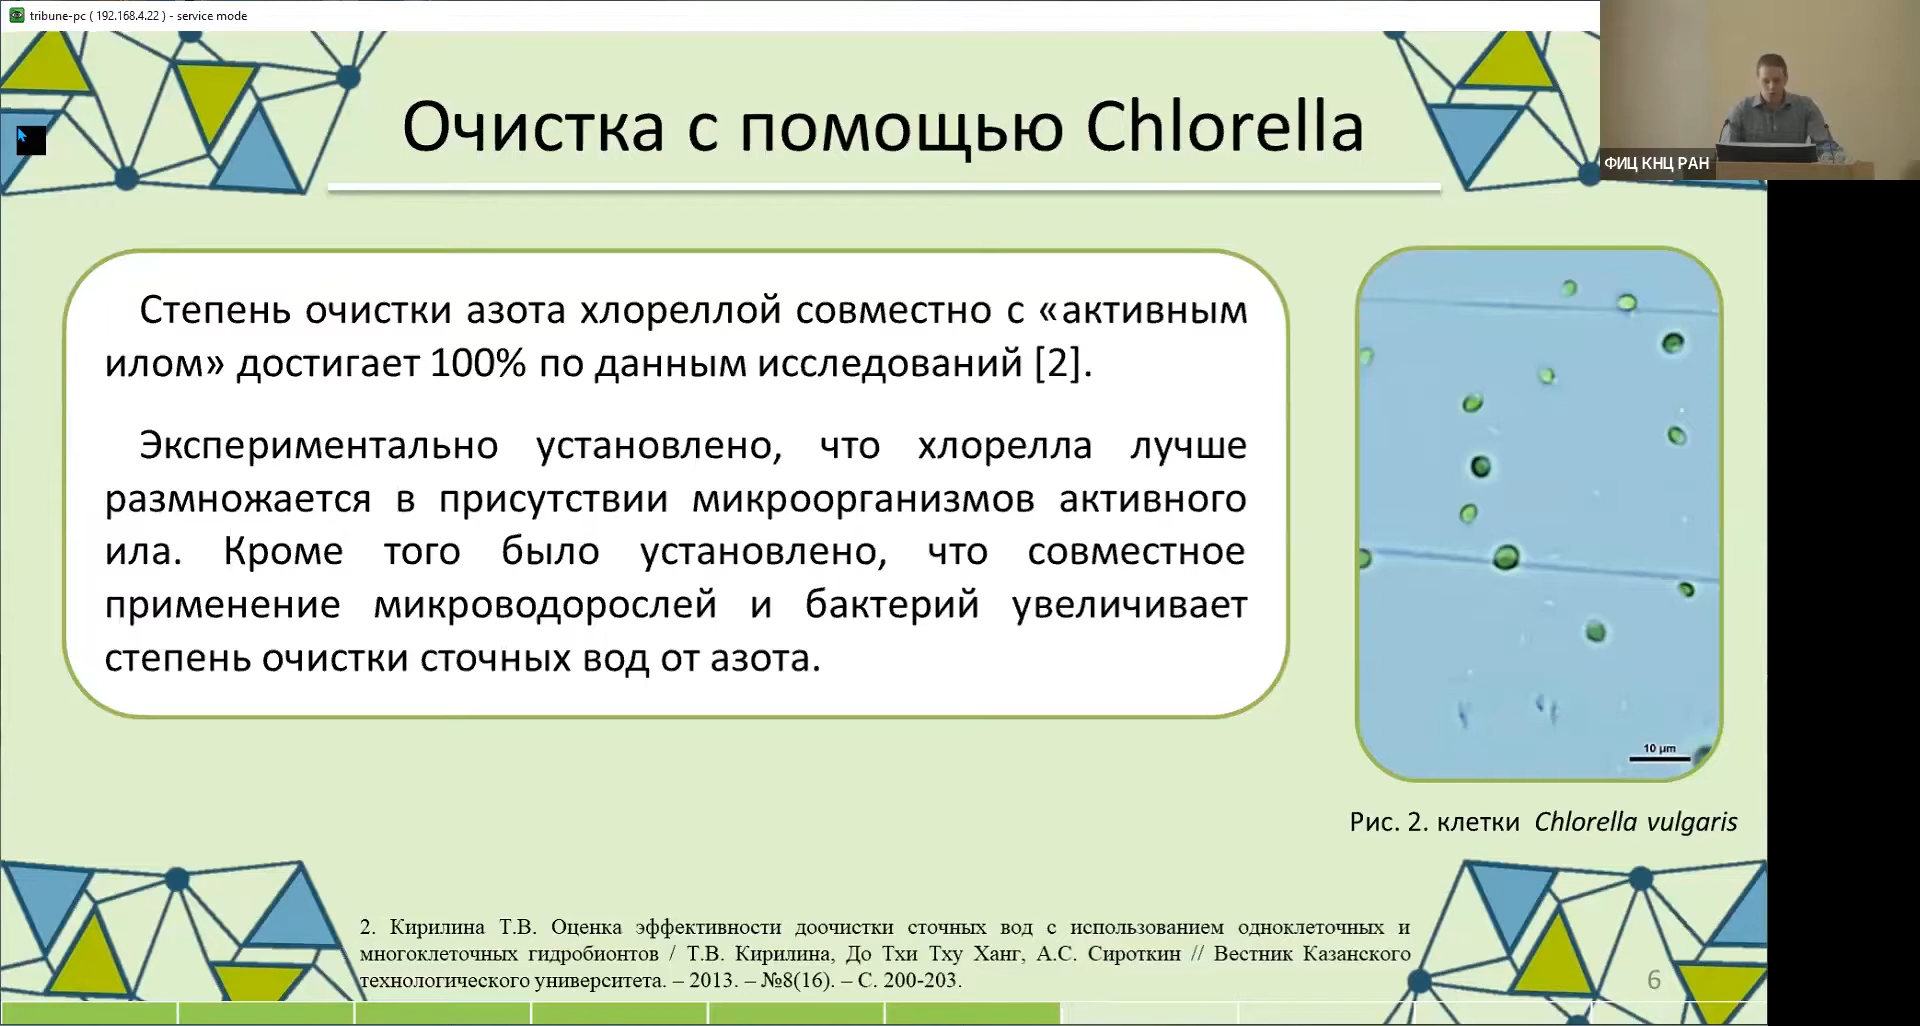 tribune-pc ( 192.168.4.22 ) - service mode
Очистка с помощью Chlorella
ФИЦ КНЦ РАН
Степень очистки азота хлореллой совместно с «активным
илом» достигает 100% по данным исследований [2].
Экспериментально установлено, что хлорелла лучше
размножается в присутствии микроорганизмов активного
ила. Кроме того было установлено, что совместное
применение микроводорослей и бактерий увеличивает
степень очистки сточных вод от азота.
10 µm
Рис. 2. клетки Chlorella vulgaris
2. Кирилина Т.В. Оценка эффективности доочистки сточных вод с использованием одноклеточных и
многоклеточных гидробионтов / Т.В. Кирилина, До Тхи Тху Ханг, А.С. Сироткин // Вестник Казанского
технологического университета. – 2013. – №8(16). – С. 200-203.
6